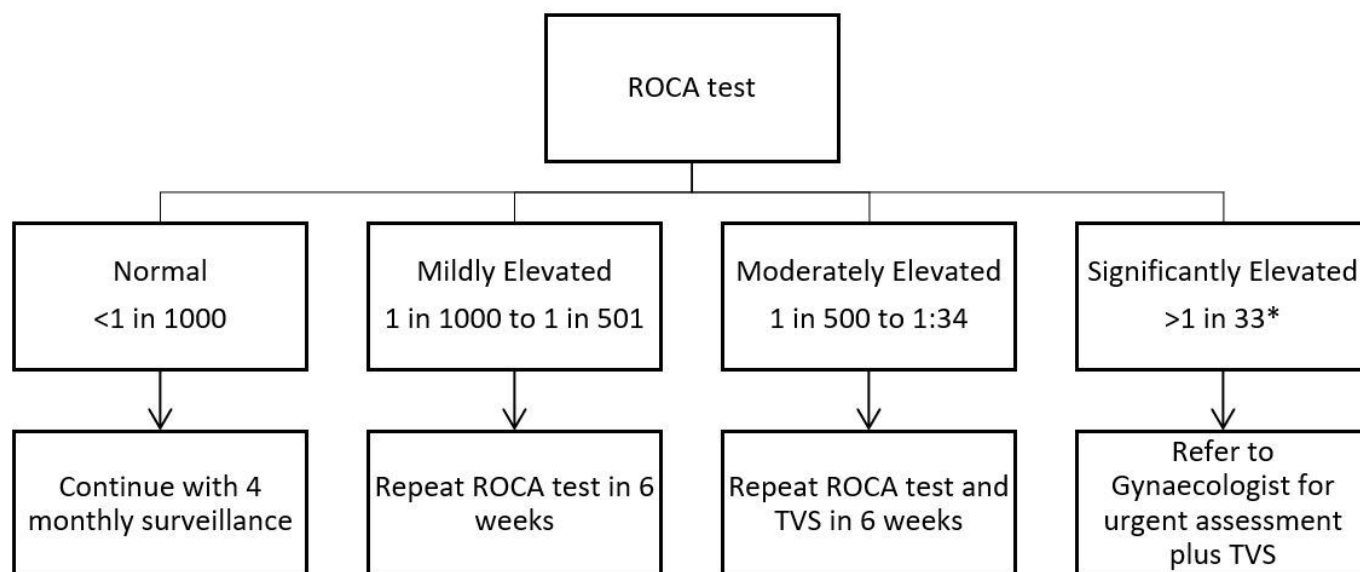 ROCA test
Normal
<1 in 1000
Mildly Elevated
1 in 1000 to 1 in 501
Moderately Elevated
1 in 500 to 1:34
Significantly Elevated
>1 in 33*
Continue with 4
monthly surveillance
Repeat ROCA test in 6
weeks
Repeat ROCA test and
TVS in 6 weeks
Refer to
Gynaecologist for
urgent assessment
plus TVS